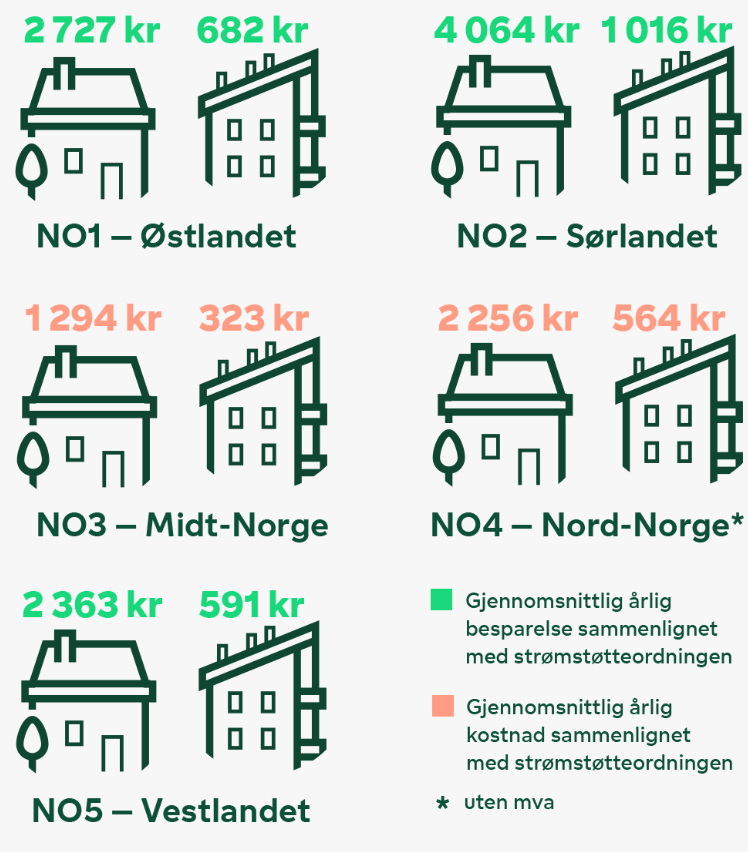 2 727 kr 682 kr
4 064 kr 1 016 kr
NO1 – Østlandet
NO2 – Sørlandet
1 294 kr 323 kr
2 256 kr 564 kr
NO3 – Midt-Norge
NO4 – Nord-Norge*
2 363 kr 591 kr
NO5 – Vestlandet
Gjennomsnittlig årlig
besparelse sammenlignet
med strømstøtteordningen
Gjennomsnittlig årlig
kostnad sammenlignet
med strømstøtteordningen
* uten mva